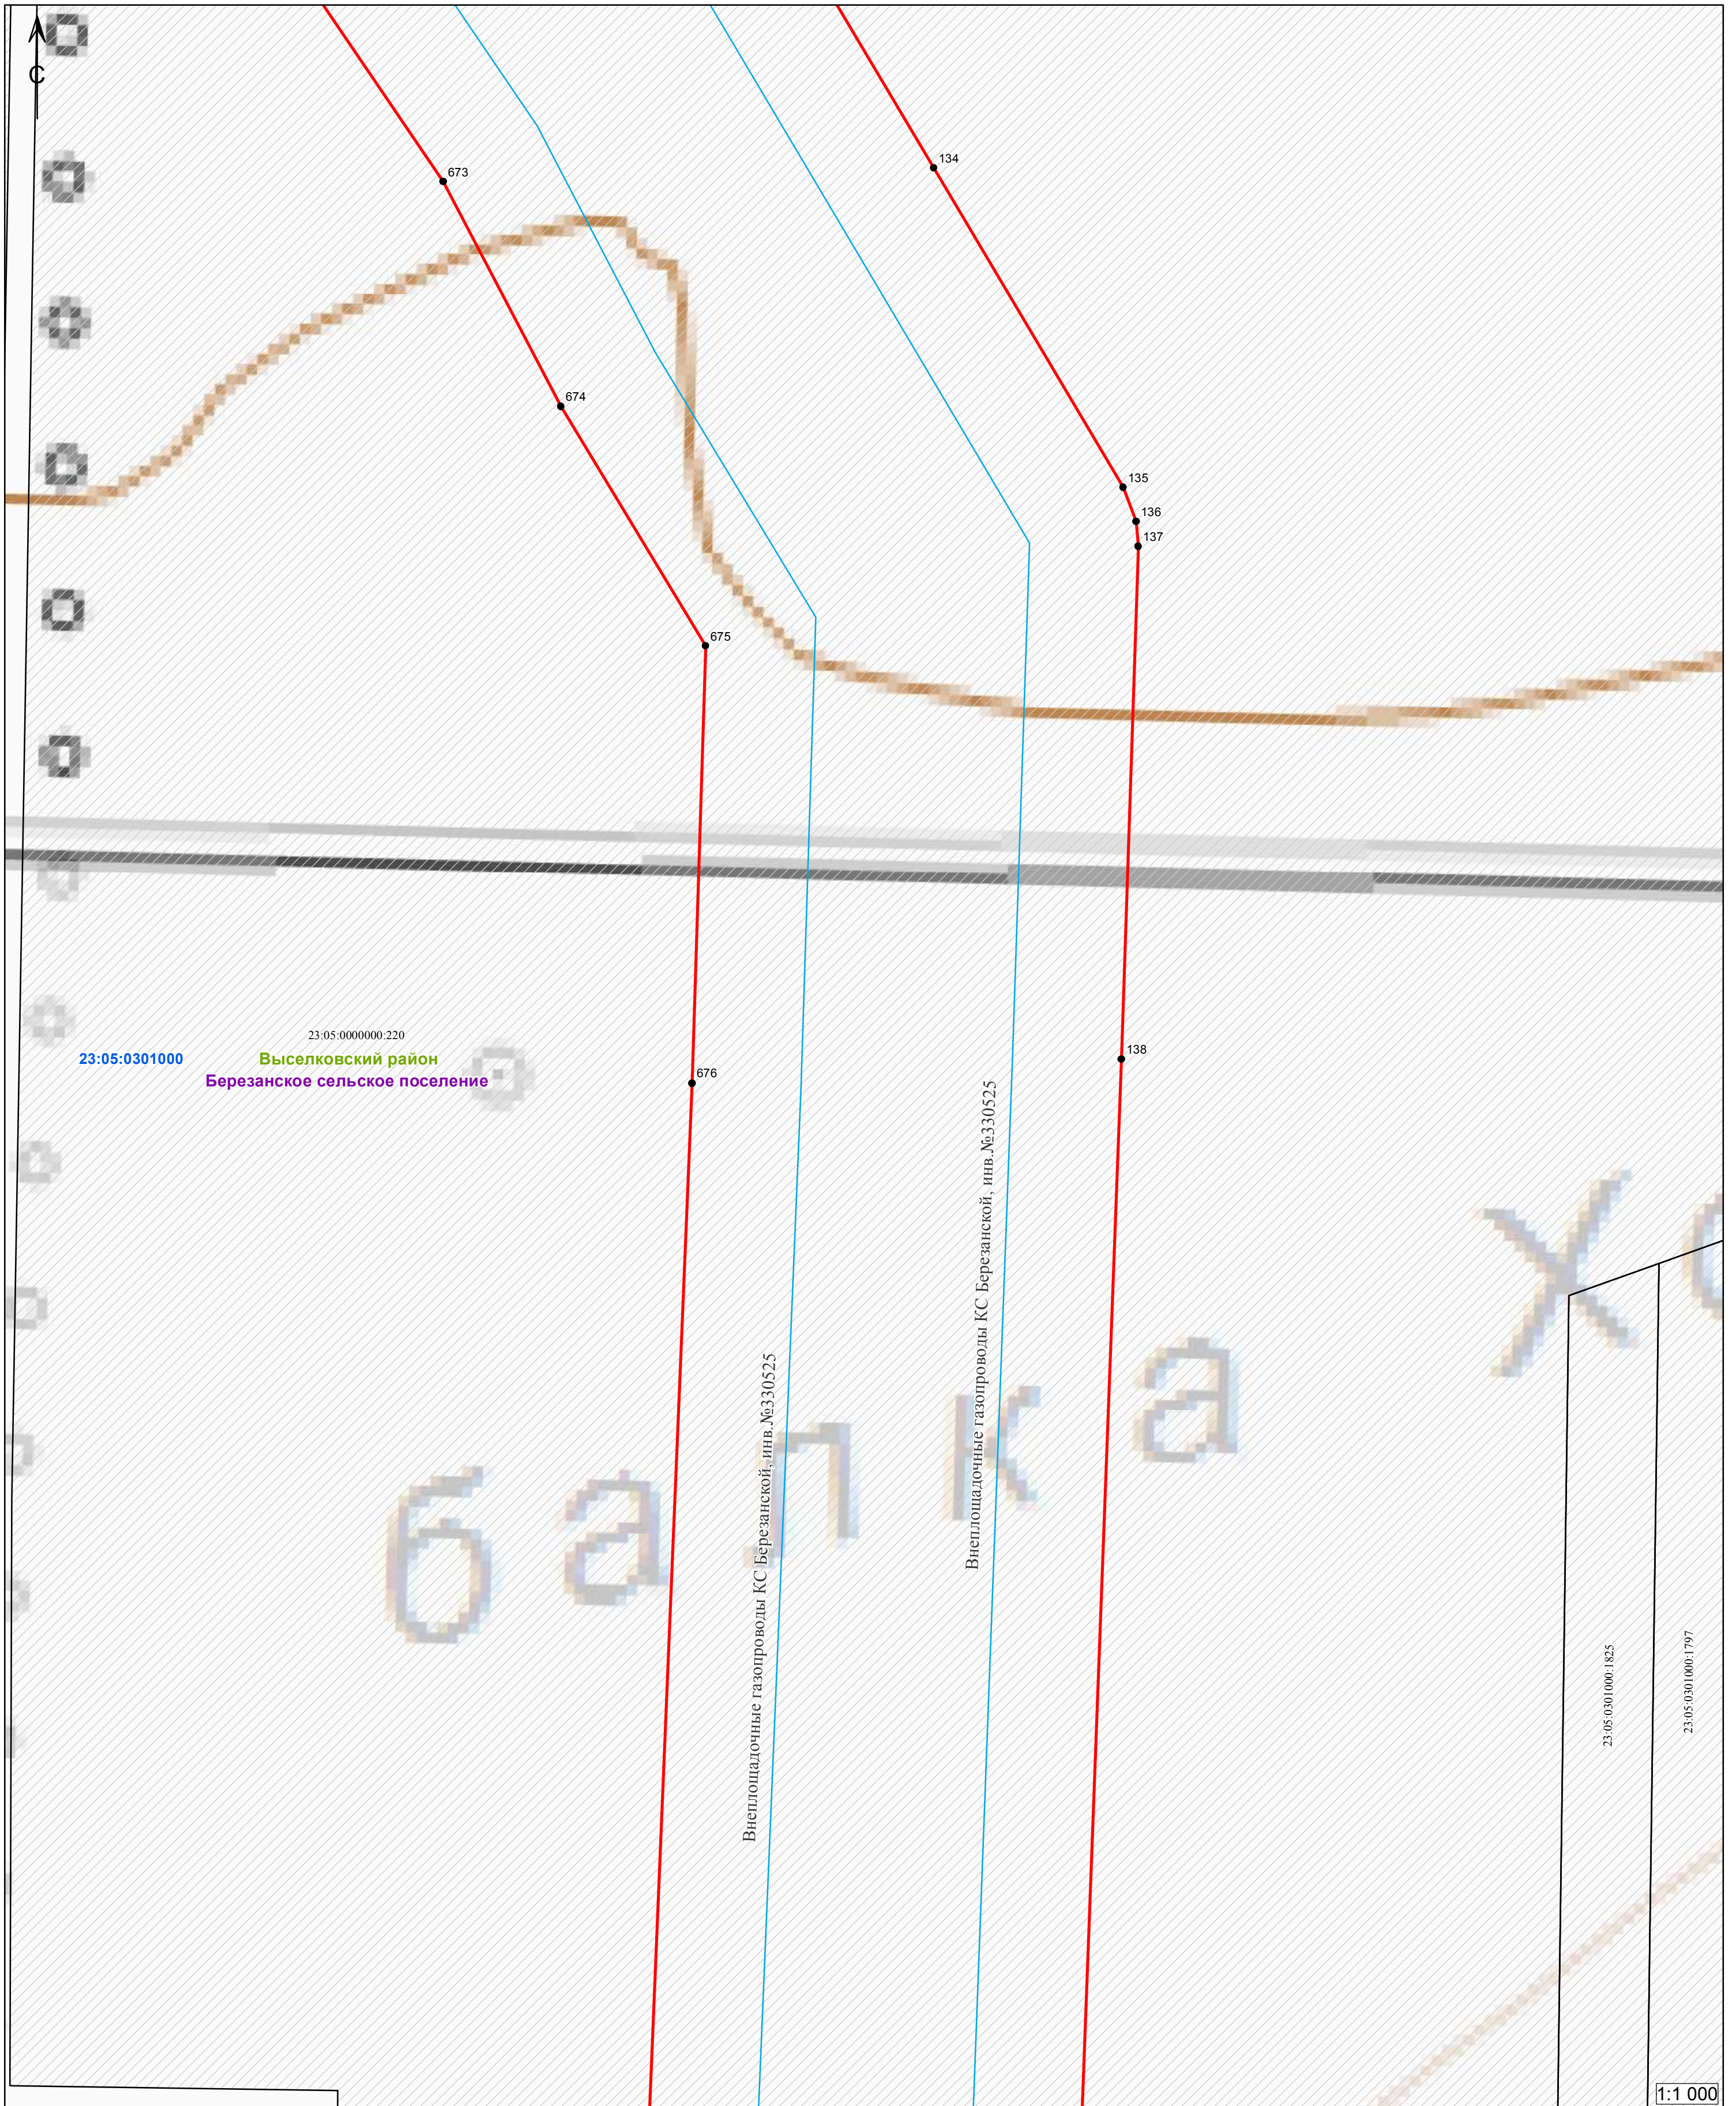 С
673
134
674
135
136
137
675
23:05:0000000:220
23:05:0301000
Выселковский район
Березанское сельское поселение
676
138
Внеплощадочные газопроводы КС Березанской, инв.№330525
Внеплощадочные газопроводы КС Березанской, инв.№330525
балка
хо
23:05:0301000:1825
23:05:0301000:1797
1:1 000